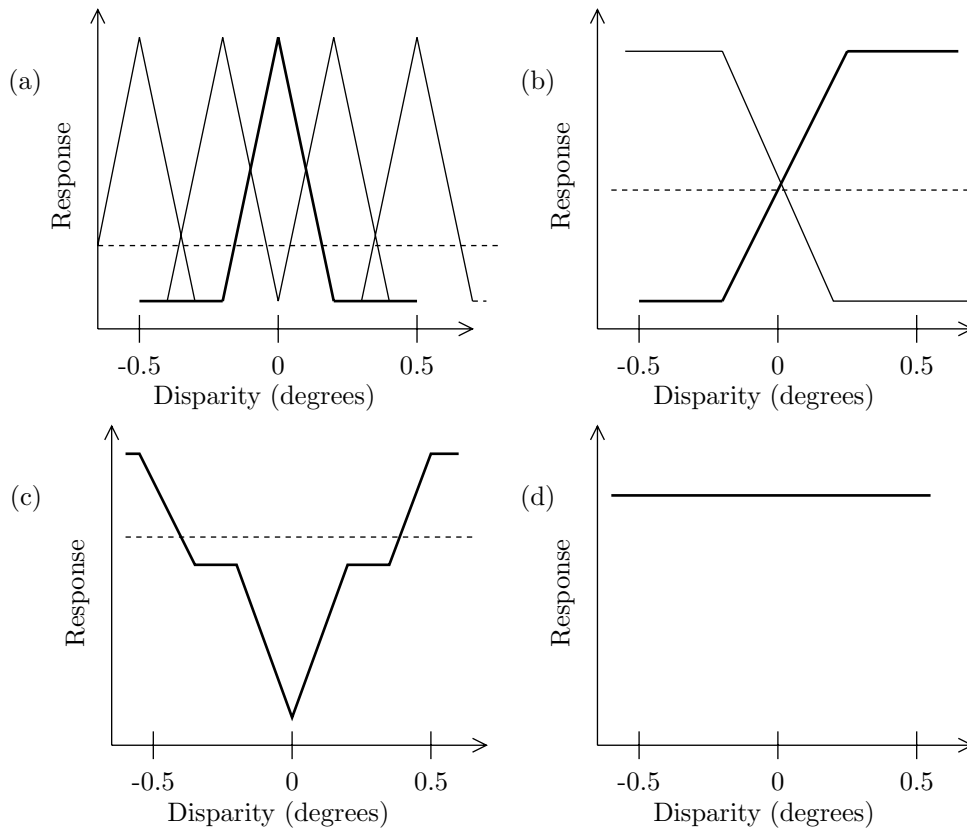 (a)
Response
-0.5 0 0.5
Disparity (degrees)
(b)
Response
-0.5 0 0.5
Disparity (degrees)
(c)
Response
-0.5 0 0.5
Disparity (degrees)
(d)
Response
-0.5 0 0.5
Disparity (degrees)